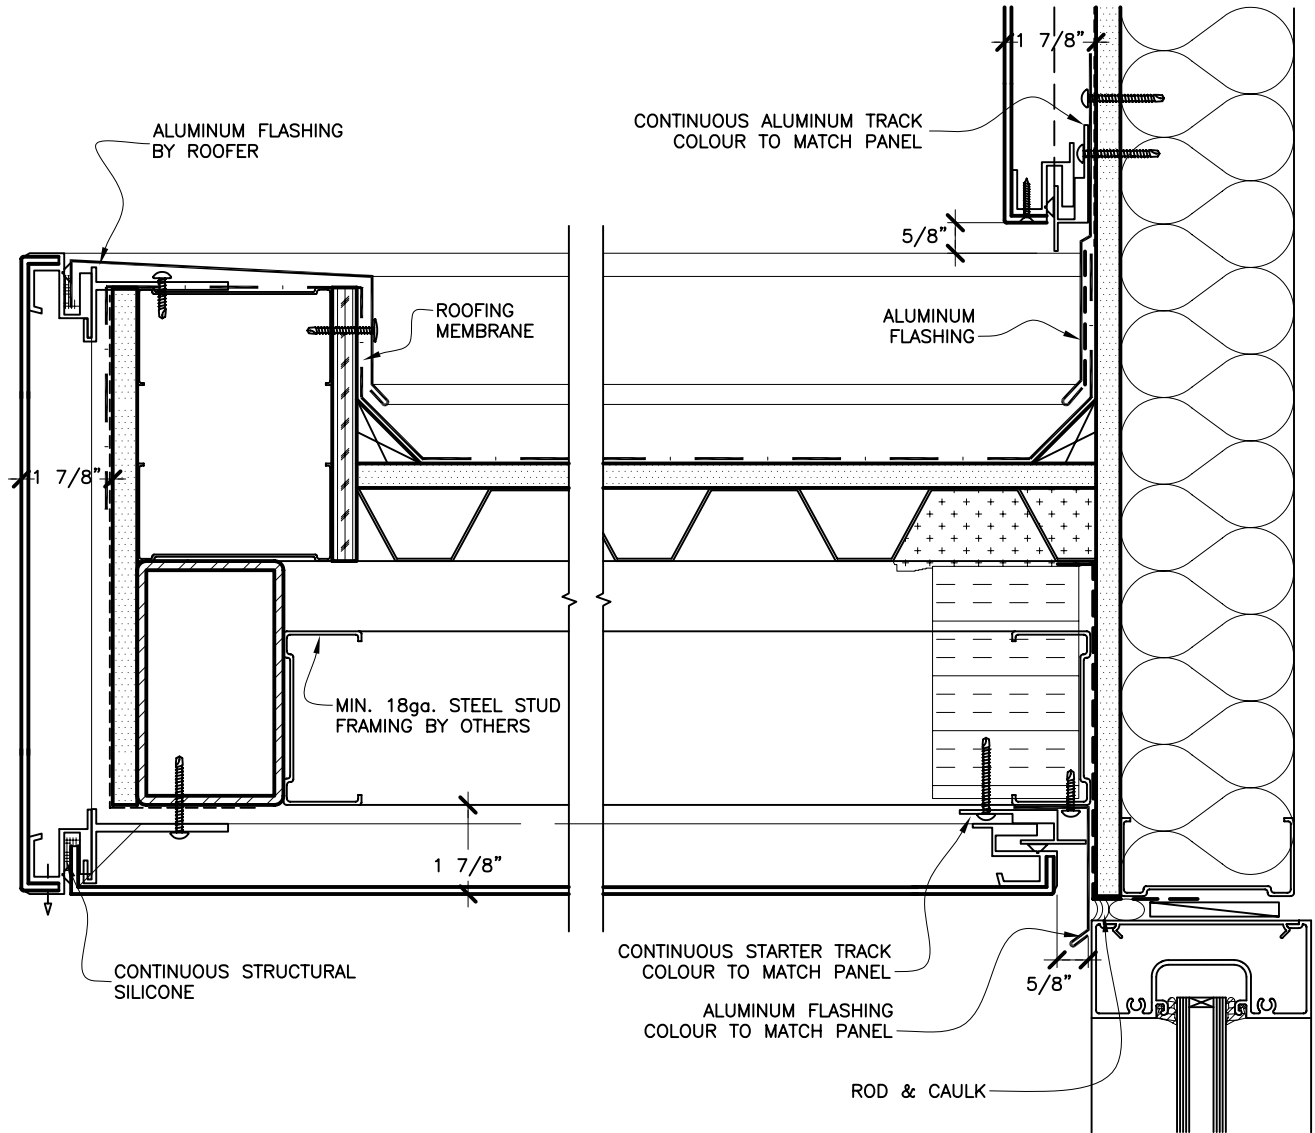 1 7/8"
ALUMINUM FLASHING
BY ROOFER
CONTINUOUS ALUMINUM TRACK
COLOUR TO MATCH PANEL
5/8"
ROOFING
MEMBRANE
ALUMINUM
FLASHING
1 7/8"
MIN. 18ga. STEEL STUD
FRAMING BY OTHERS
1 7/8"
CONTINUOUS STRUCTURAL
SILICONE
CONTINUOUS STARTER TRACK
COLOUR TO MATCH PANEL
5/8"
ALUMINUM FLASHING
COLOUR TO MATCH PANEL
ROD & CAULK